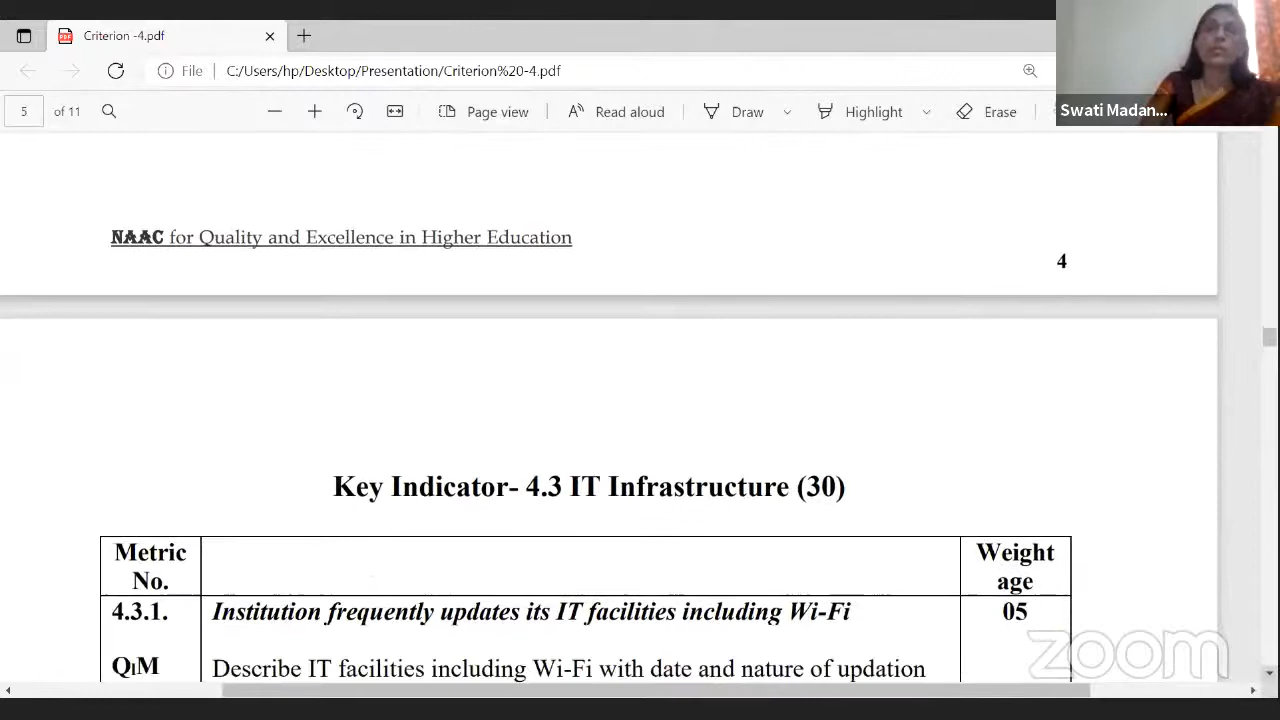 Criterion -4.pdf
File
C:/Users/hp/Desktop/Presentation/Criterion%20-4.pdf
5 of 11
Page view
Read aloud
Draw
Highlight
Erase
Swati Madan...
NAAC for Quality and Excellence in Higher Education
4
Key Indicator- 4.3 IT Infrastructure (30)
Metric
No.
Weight
age
4.3.1.
Institution frequently updates its IT facilities including Wi-Fi
05
QlM
Describe IT facilities including Wi-Fi with date and nature of updation
zoom